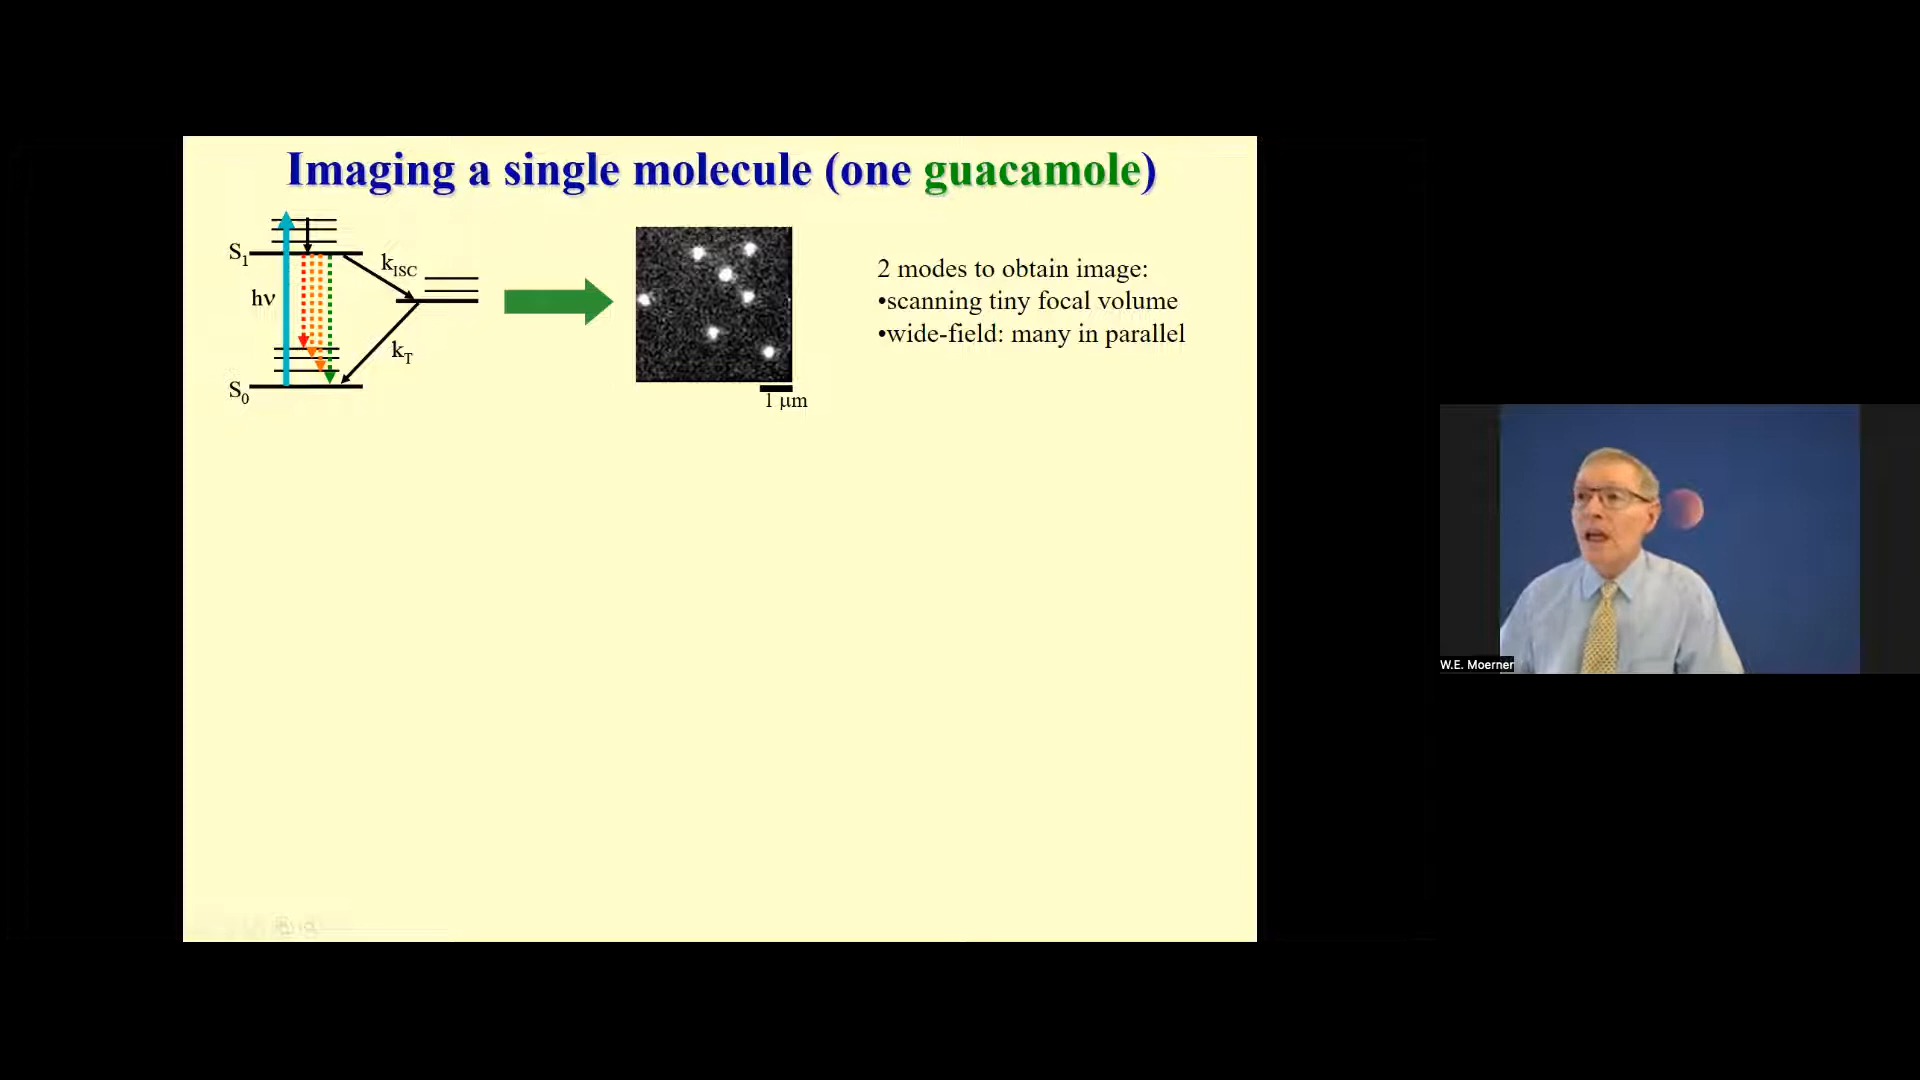 Imaging a single molecule (one guacamole)
S1
kISC
hν
kT
S0
1 μm
2 modes to obtain image:
•scanning tiny focal volume
•wide-field: many in parallel
W.E. Moerner